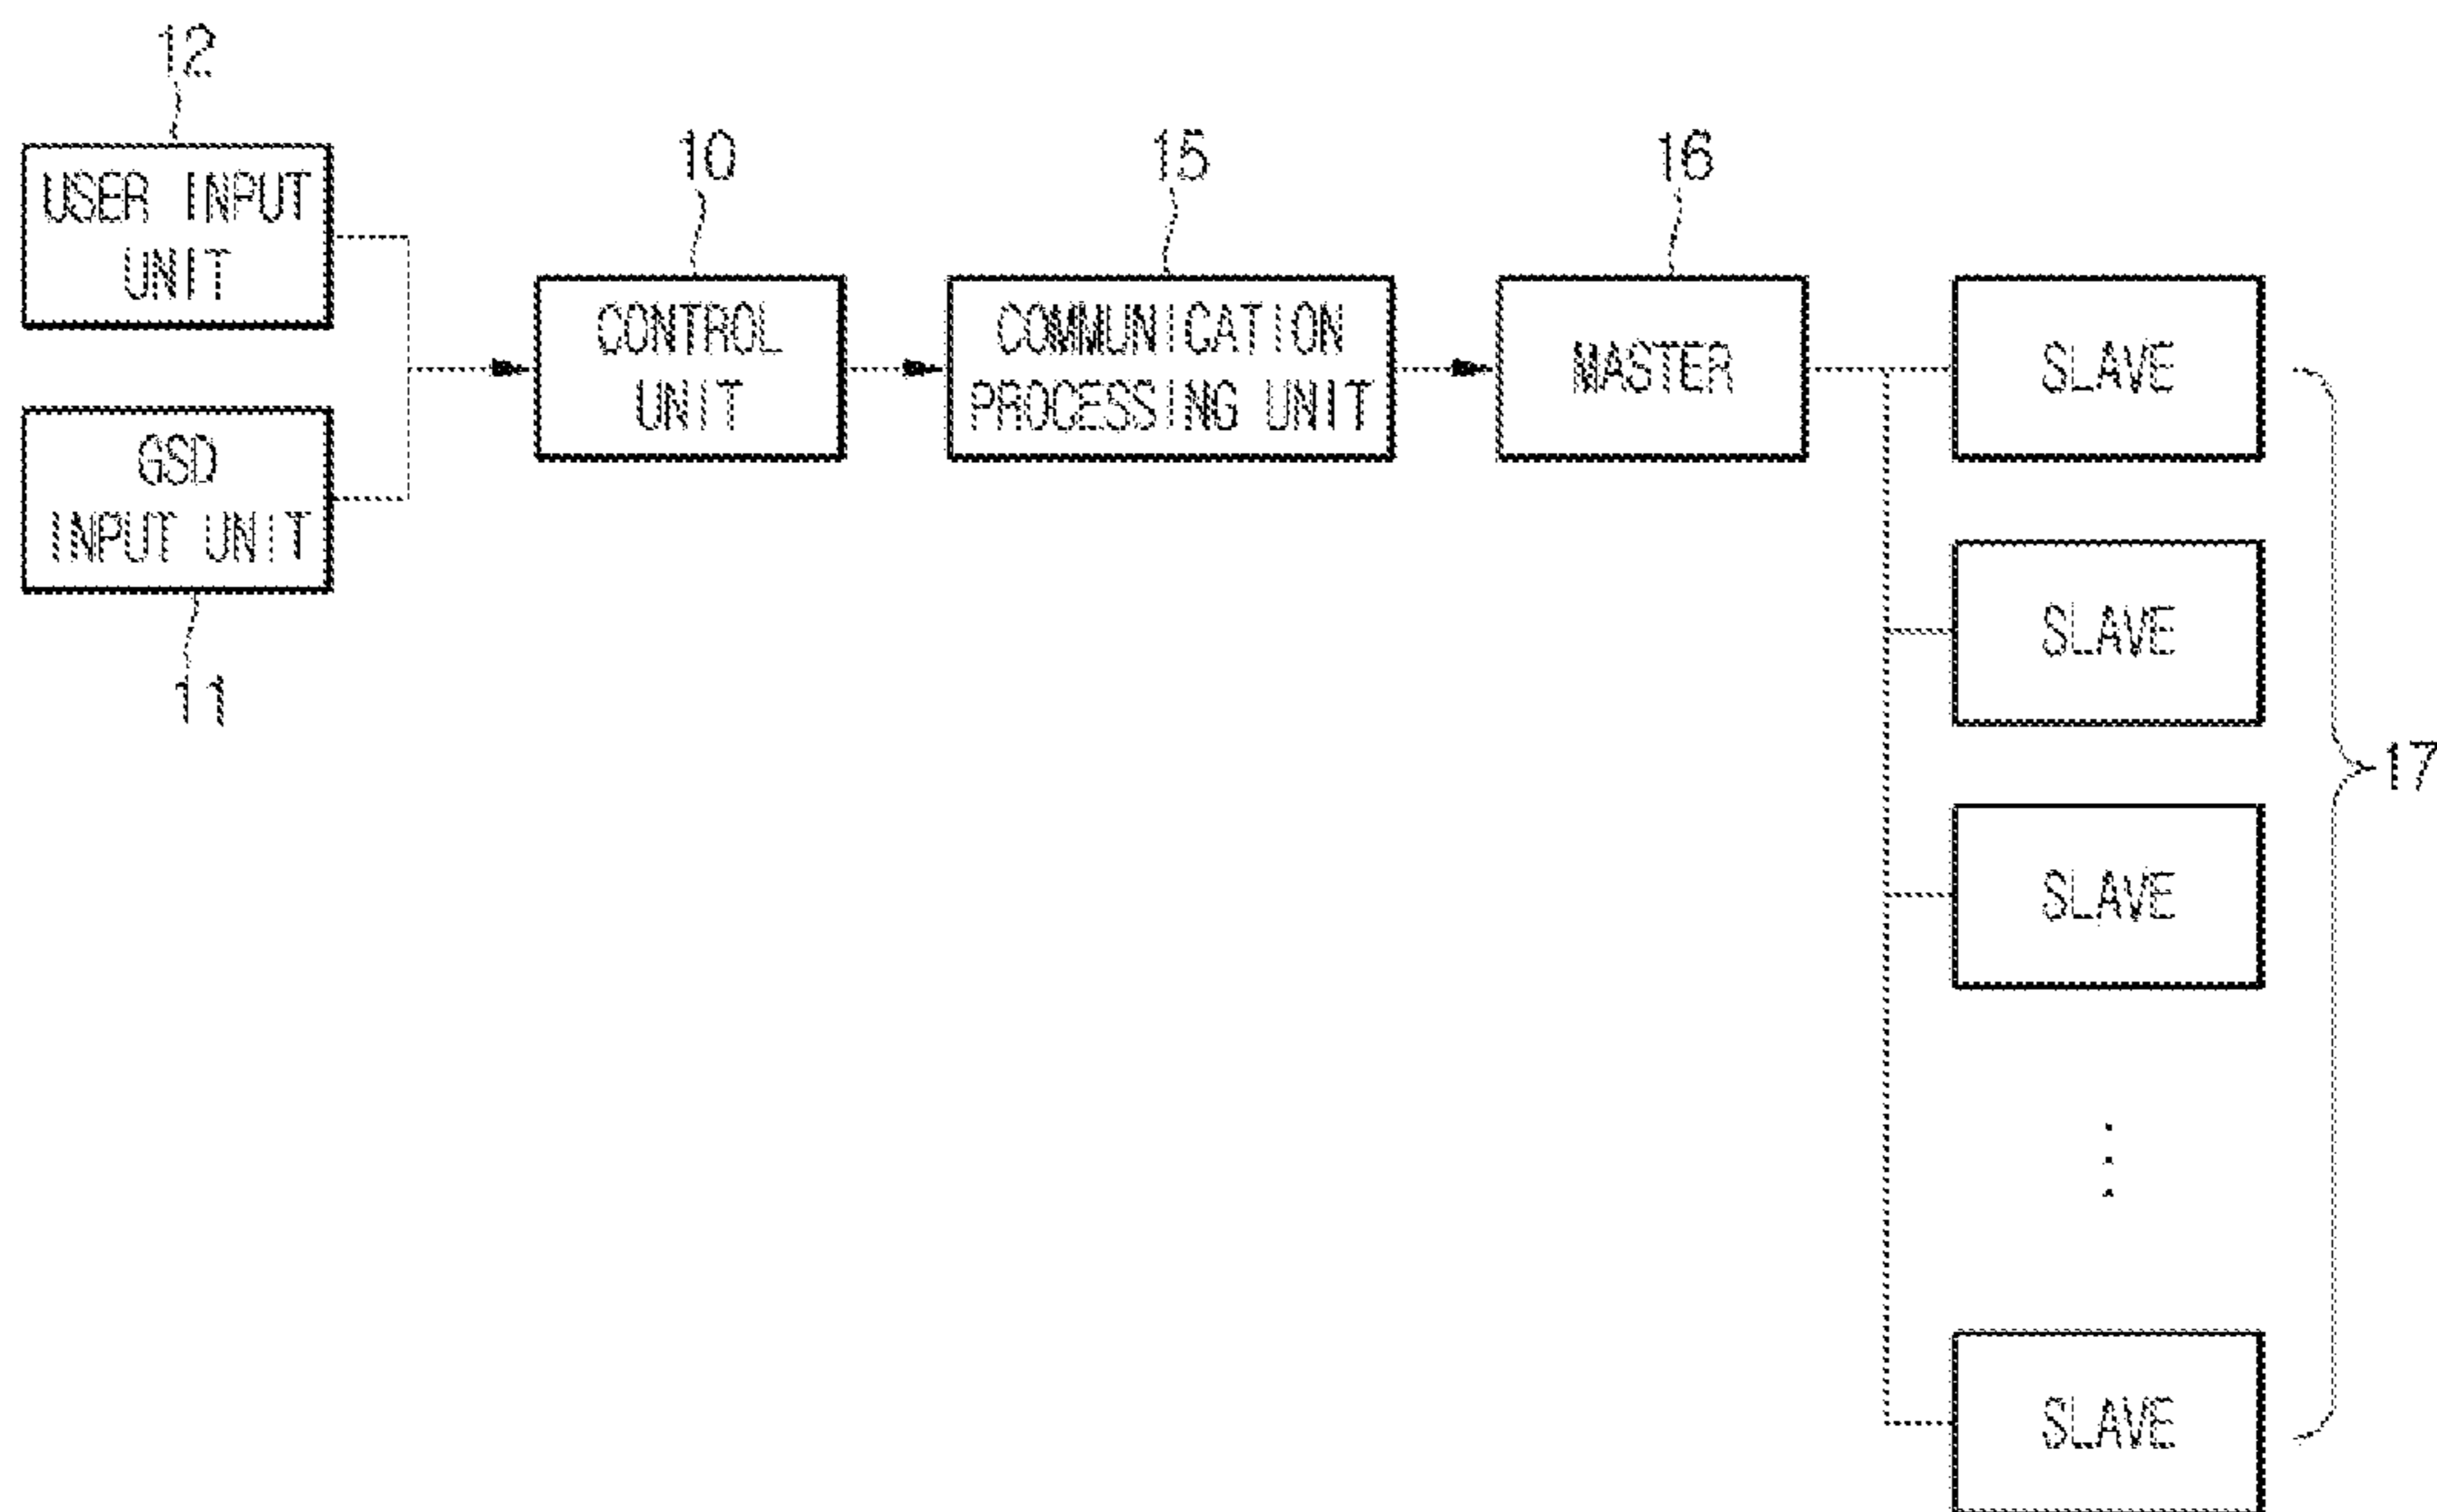 12
USER INPUT
UNIT
10
CONTROL
UNIT
15
COMMUNICATION
PROCESSING UNIT
16
MASTER
SLAVE
GSD
INPUT UNIT
11
SLAVE
17
SLAVE
SLAVE